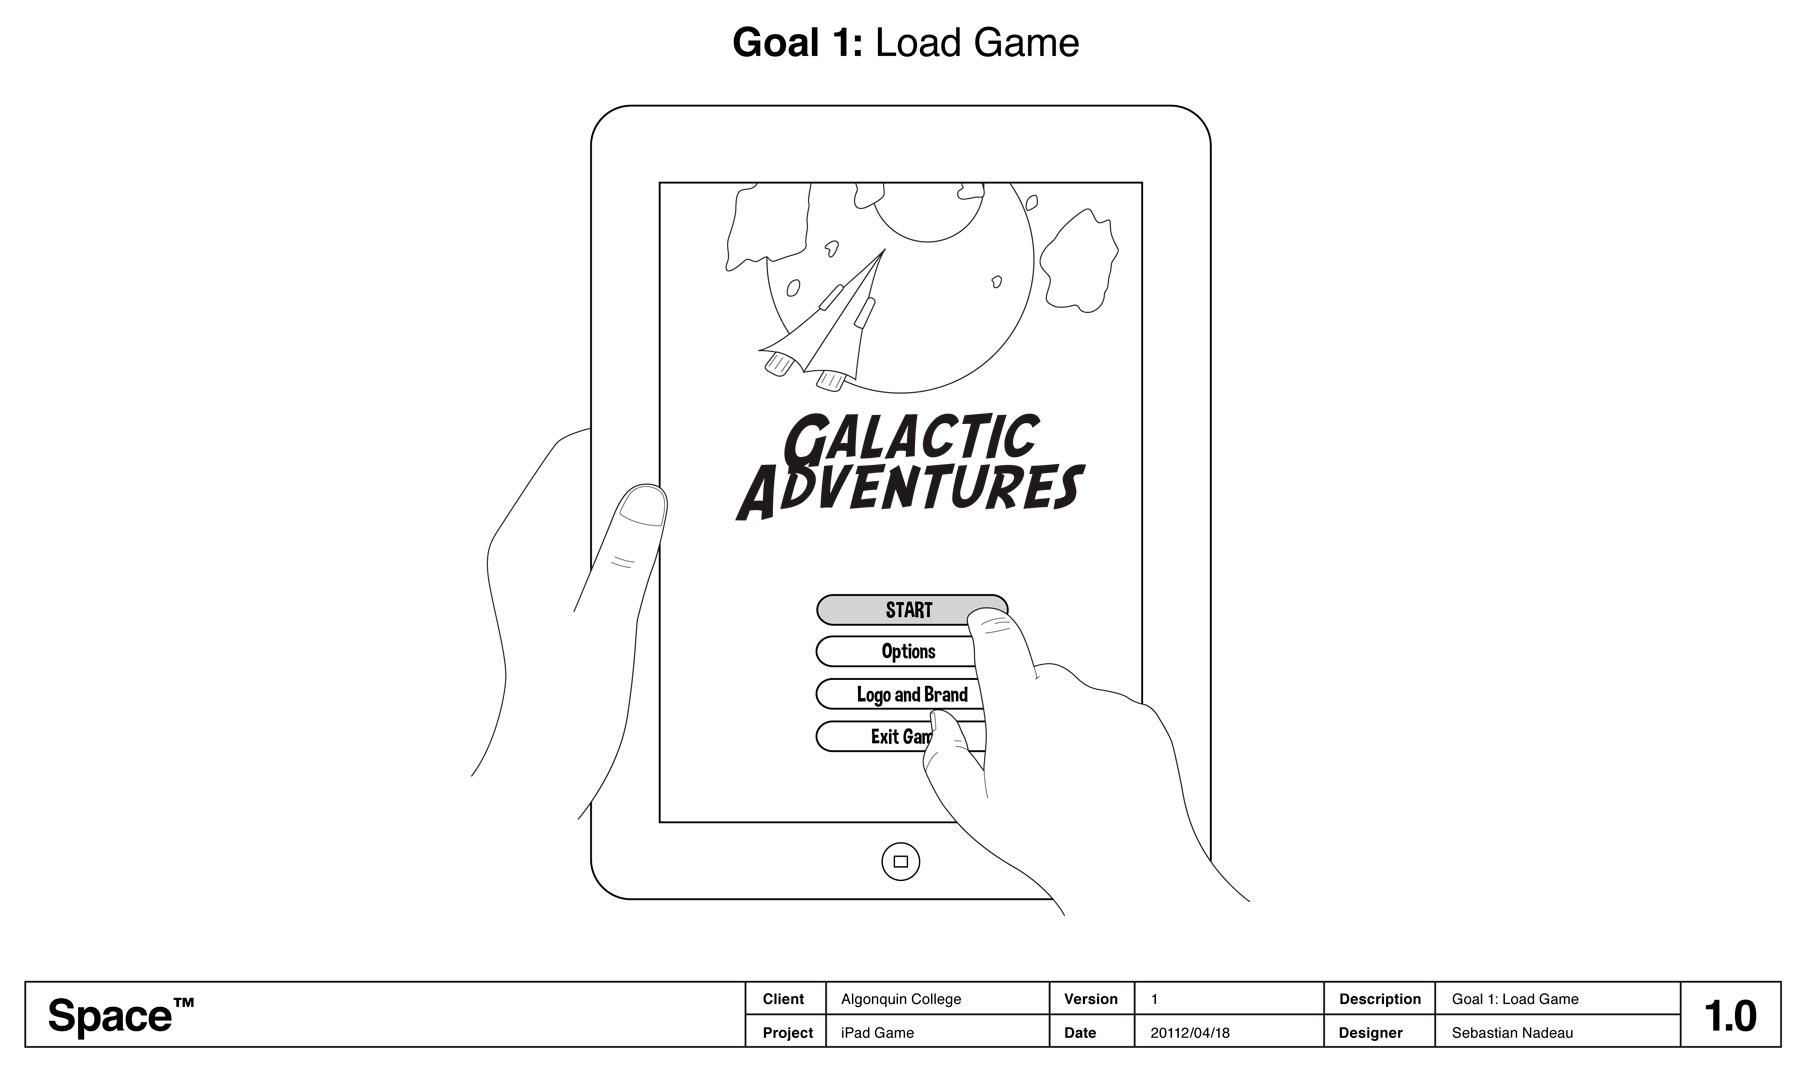 Goal 1: Load Game
GALACTIC
ADVENTURES
START
Options
Logo and Brand
Exit Gam
Space™
Client Algonquin College Version 1 Description Goal 1: Load Game
Project iPad Game Date 20112/04/18 Designer Sebastian Nadeau
1.0